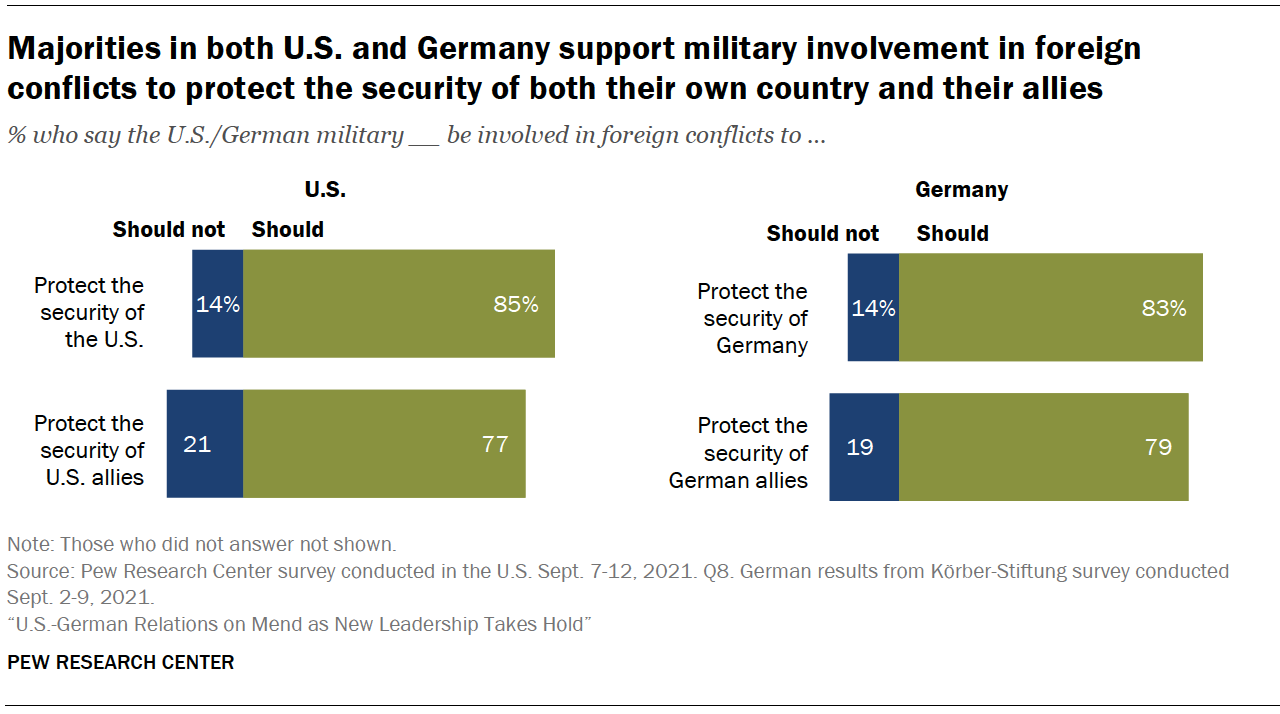 Majorities in both U.S. and Germany support military involvement in foreign
conflicts to protect the security of both their own country and their allies
% who say the U.S./German military __ be involved in foreign conflicts to ...
U.S.
Should not Should
Protect the
security of
the U.S.
14% 85%
Protect the
security of
U.S. allies
21 77
Germany
Should not Should
Protect the
security of
Germany
14% 83%
Protect the
security of
German allies
19 79
Note: Those who did not answer not shown.
Source: Pew Research Center survey conducted in the U.S. Sept. 7-12, 2021. Q8. German results from Körber-Stiftung survey conducted
Sept. 2-9, 2021.
“U.S.-German Relations on Mend as New Leadership Takes Hold”
PEW RESEARCH CENTER